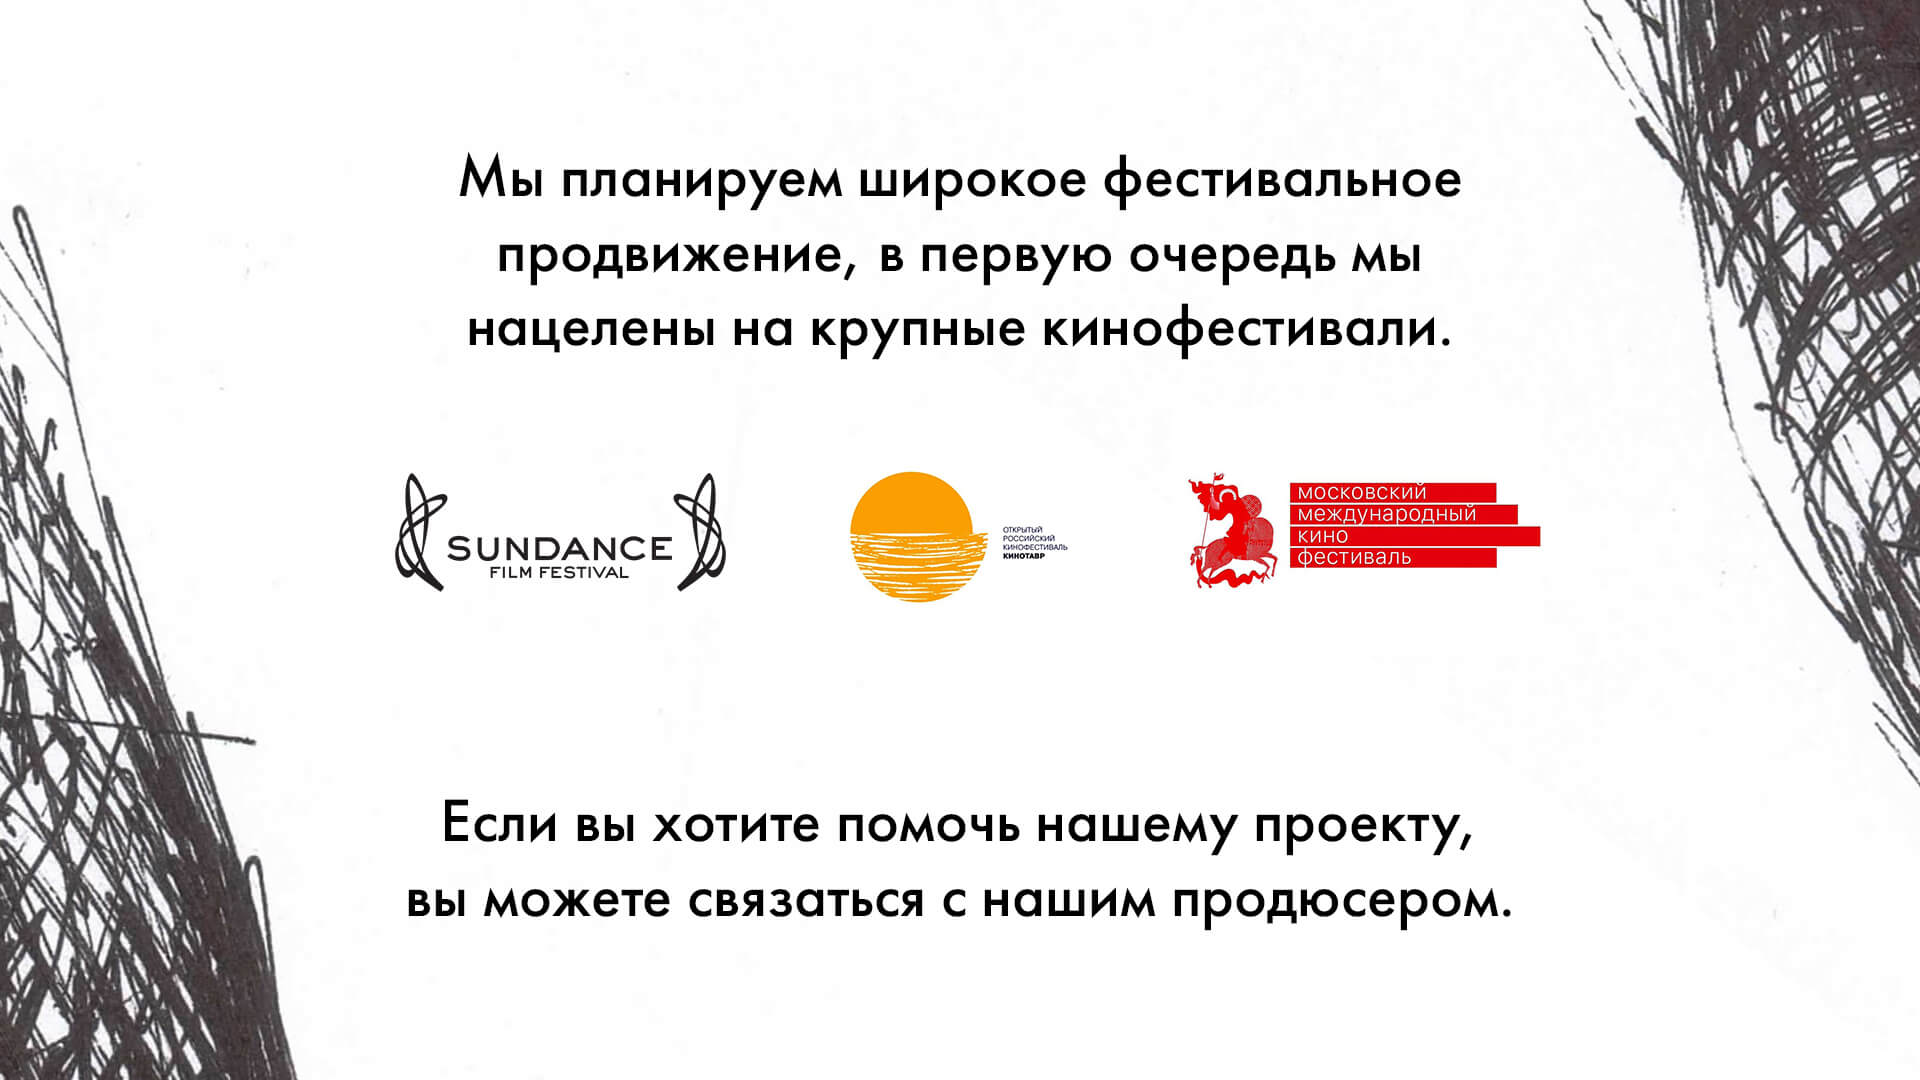 Мы планируем широкое фестивальное
продвижение, в первую очередь мы
нацелены на крупные кинофестивали.
SUNDANCE
FILM FESTIVAL
ОТКРЫТЫЙ
РОССИЙСКИЙ
КИНОФЕСТИВАЛЬ
КИНОТАВР
московский
международный
кино
фестиваль
Если вы хотите помочь нашему проекту,
вы можете связаться с нашим продюсером.